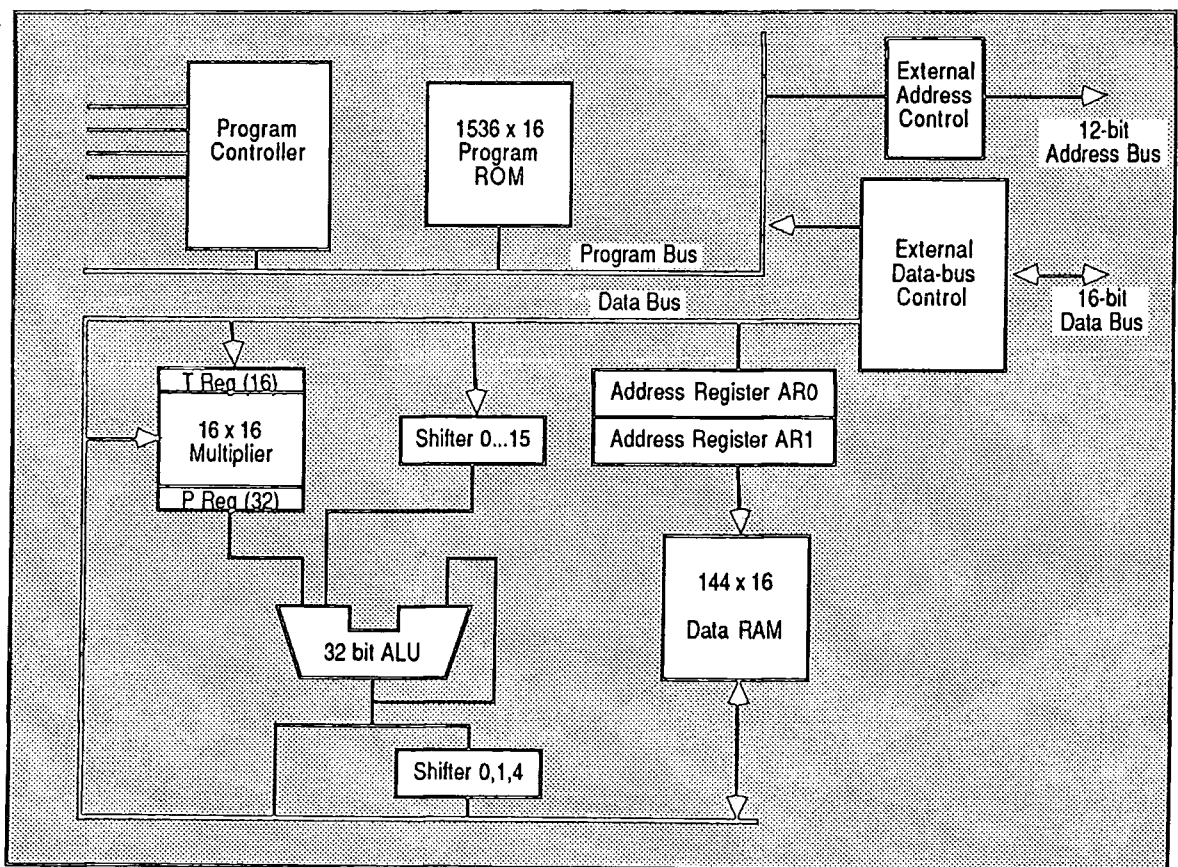 Program
Controller
1536 x 16
Program
ROM
External
Address
Control
12-bit
Address Bus
Program Bus
External
Data-bus
Control
16-bit
Data Bus
Data Bus
T Reg (16)
16 x 16
Multiplier
P Reg (32)
Shifter 0...15
Address Register AR0
Address Register AR1
32 bit ALU
144 x 16
Data RAM
Shifter 0,1,4